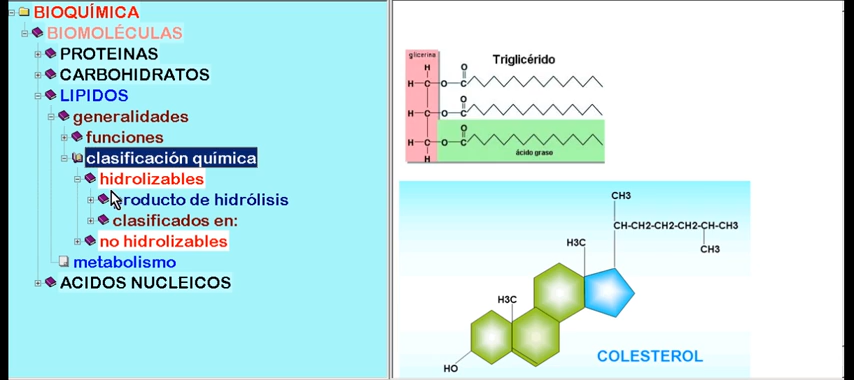 BIOQUÍMICA
BIOMOLÉCULAS
PROTEINAS
CARBOHIDRATOS
LIPIDOS
generalidades
funciones
clasificación química
hidrolizables
roducto de hidrólisis
clasificados en:
no hidrolizables
metabolismo
ACIDOS NUCLEICOS
glicerina
Triglicérido
H O
H C O C
O
H C O C
O
H C O C
H
ácido graso
CH3
CH-CH2-CH2-CH2-CH-CH3
H3C
CH3
H3C
HO
COLESTEROL